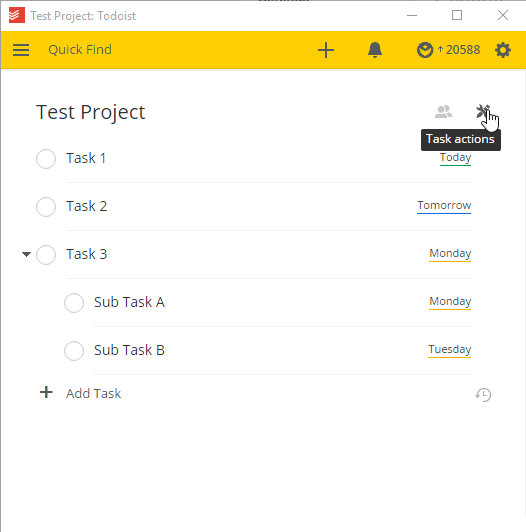 Test Project: Todoist
Quick Find
20588
Test Project
Task actions
Task 1
Today
Task 2
Tomorrow
Task 3
Monday
Sub Task A
Monday
Sub Task B
Tuesday
Add Task